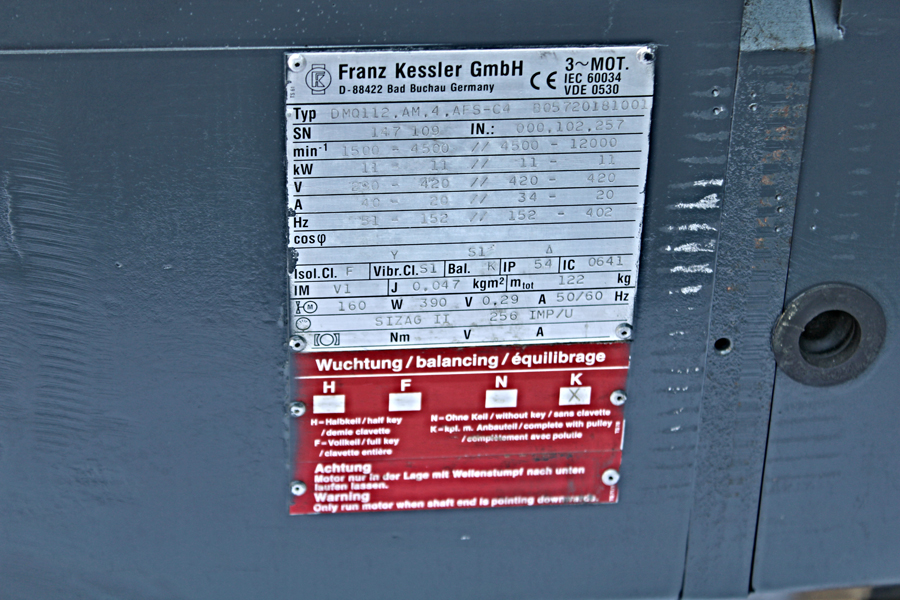 Franz Kessler GmbH
D-88422 Bad Buchau Germany
CE
3~MOT.
IEC 60034
VDE 0530
Typ DMQ112.AM.4.AFS-C4
SN 147 109 IN.: 000.102.257
min-1 1500 - 4500 // 4500 - 12000
kW 11 - 11 // 11 - 11
V - 420 // 420 - 420
A 40 - 20 // 34 - 20
Hz 51 - 152 // 152 - 402
cosφ
Y S1 Δ
Isol.Cl. F Vibr.Cl. S1 Bal. K IP 54 IC 0641
IM V1 J 0,047 kgm² mtot 122 kg
M 160 W 390 V 0,29 A 50/60 Hz
SIZAG II 256 IMP/U
Nm V A
Wuchtung / balancing / équilibrage
H F N K
X
H=Halbkeil / half key
/ demie clavette
F=Vollkeil / full key
/ clavette entière
N=Ohne Keil / without key / sans clavette
K=kpl. m. Anbauteil / complete with pulley
/ complètement avec poulie
Achtung
Motor nur in der Lage mit Wellenstumpf nach unten
laufen lassen.
Warning
Only run motor when shaft end is pointing downwards.